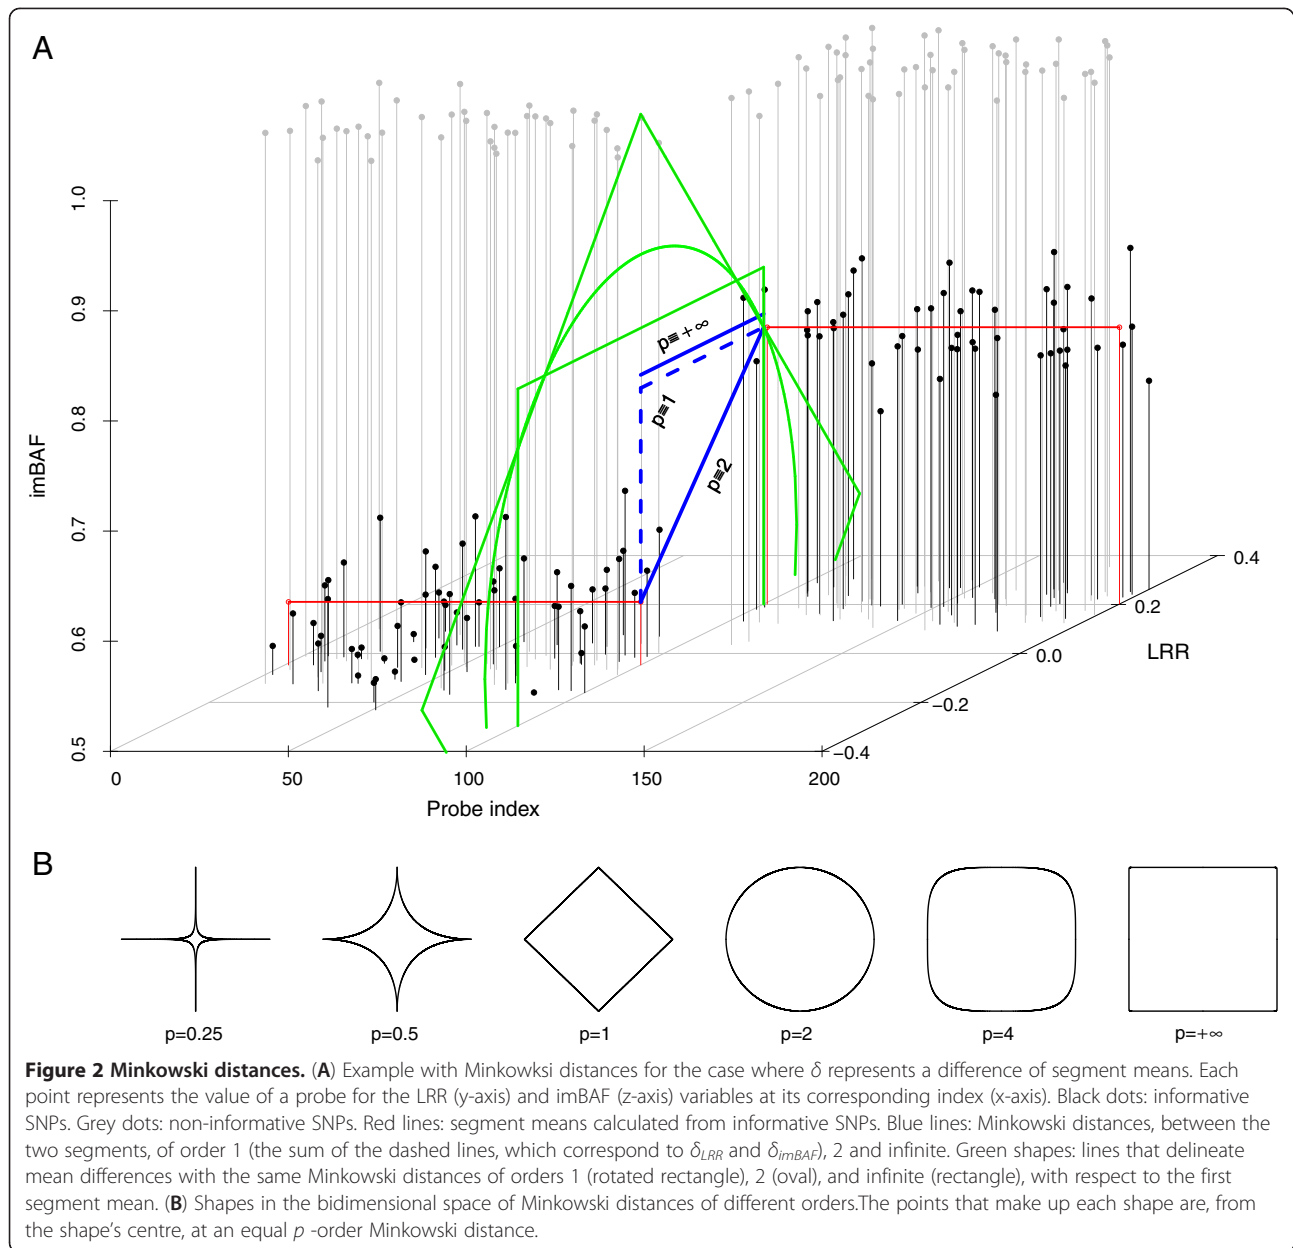 A
imBAF
1.0
0.9
0.8
0.7
0.6
0.5
p≡+∞
p≡1
p≡2
0.4
0.2
0.0
−0.2
−0.4
LRR
0
50
100
150
200
Probe index
B
p=0.25
p=0.5
p=1
p=2
p=4
p=+∞
Figure 2 Minkowski distances. (A) Example with Minkowksi distances for the case where δ represents a difference of segment means. Each
point represents the value of a probe for the LRR (y-axis) and imBAF (z-axis) variables at its corresponding index (x-axis). Black dots: informative
SNPs. Grey dots: non-informative SNPs. Red lines: segment means calculated from informative SNPs. Blue lines: Minkowski distances, between the
two segments, of order 1 (the sum of the dashed lines, which correspond to δLRR and δimBAF), 2 and infinite. Green shapes: lines that delineate
mean differences with the same Minkowski distances of orders 1 (rotated rectangle), 2 (oval), and infinite (rectangle), with respect to the first
segment mean. (B) Shapes in the bidimensional space of Minkowski distances of different orders.The points that make up each shape are, from
the shape's centre, at an equal p -order Minkowski distance.